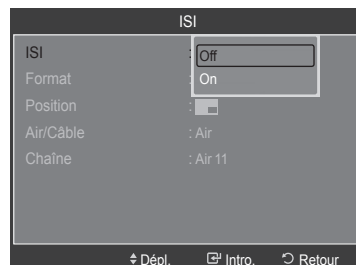 ISI
ISI : Off
On
Format :
Position :
Air/Câble : Air
Chaîne : Air 11
Dépl. Intro. Retour